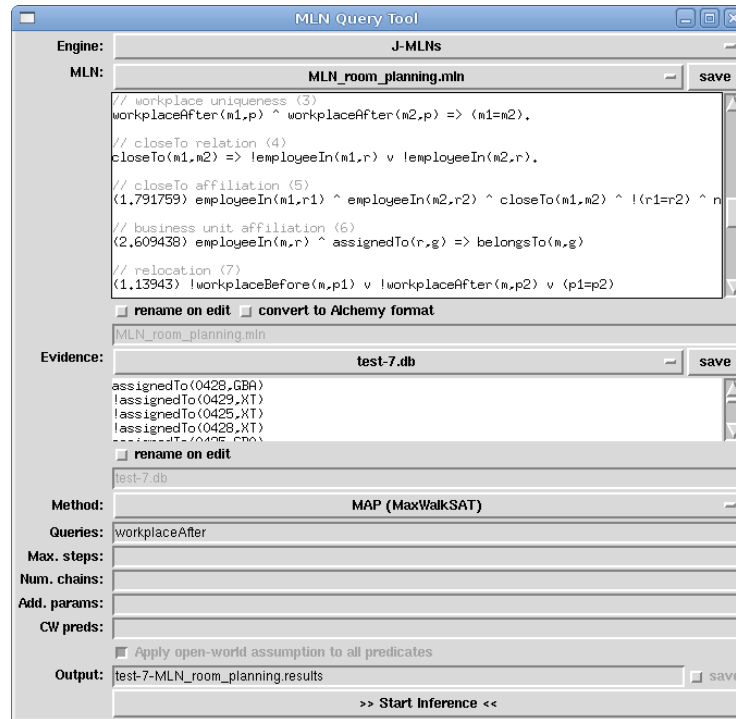 MLN Query Tool
Engine: J-MLNs
MLN: MLN_room_planning.mln save
// workplace uniqueness (3)
workplaceAfter(m1,p) ^ workplaceAfter(m2,p) => (m1=m2).
// closeTo relation (4)
closeTo(m1,m2) => !employeeIn(m1,r) v !employeeIn(m2,r).
// closeTo affiliation (5)
(1.791759) employeeIn(m1,r1) ^ employeeIn(m2,r2) ^ closeTo(m1,m2) ^ !(r1=r2) ^ n
// business unit affiliation (6)
(2.609438) employeeIn(m,r) ^ assignedTo(r,g) => belongsTo(m,g)
// relocation (7)
(1.13943) !workplaceBefore(m,p1) v !workplaceAfter(m,p2) v (p1=p2)
rename on edit convert to Alchemy format
MLN_room_planning.mln
Evidence: test-7.db save
assignedTo(0428,GBA)
!assignedTo(0429,XT)
!assignedTo(0425,XT)
!assignedTo(0428,XT)
assignedTo(0425,GBA)
rename on edit
test-7.db
Method: MAP (MaxWalkSAT)
Queries: workplaceAfter
Max. steps:
Num. chains:
Add. params:
CW preds:
Apply open-world assumption to all predicates
Output: test-7-MLN_room_planning.results save
>> Start Inference <<